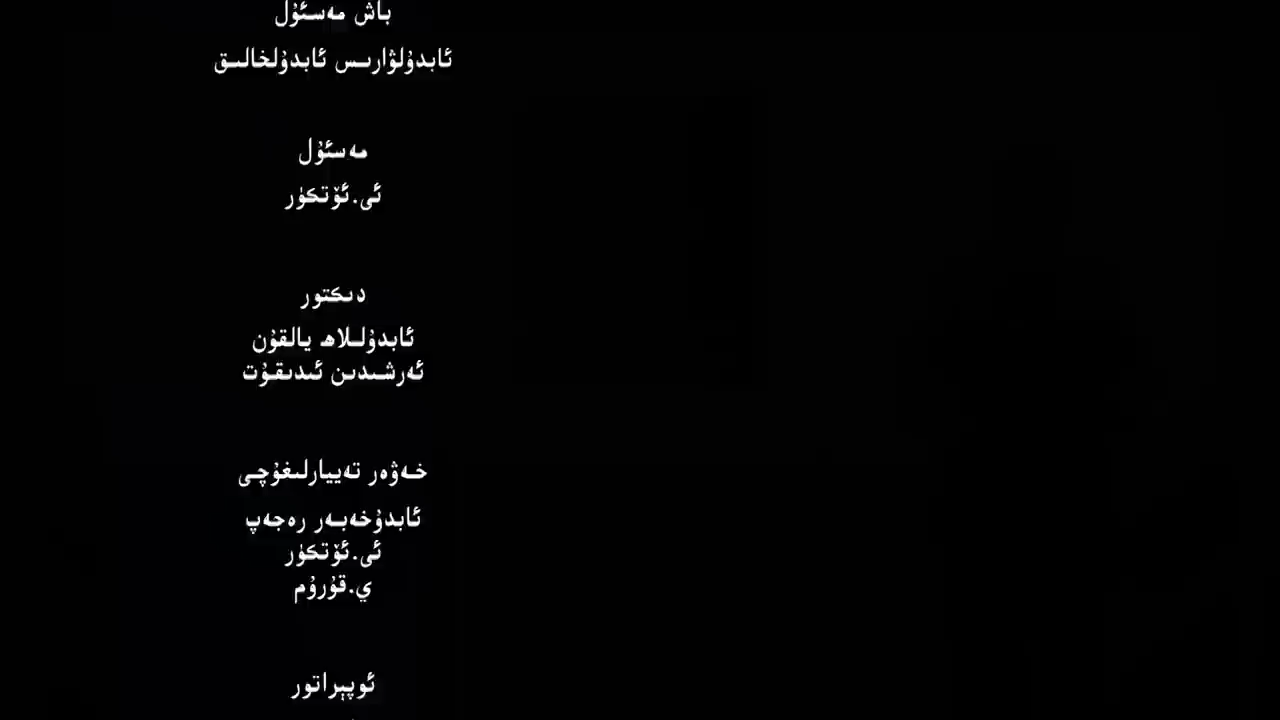 باش مەسئۇل
ئابدۇلۋارىس ئابدۇلخالىق
مەسئۇل
ئى.ئۆتكۈر
دىكتور
ئابدۇللاھ يالقۇن
ئەرشىدىن ئىدىقۇت
خەۋەر تەييارلىغۇچى
ئابدۇخەبەر رەجەپ
ئى.ئۆتكۈر
ي.قۇرۇم
ئوپېراتور